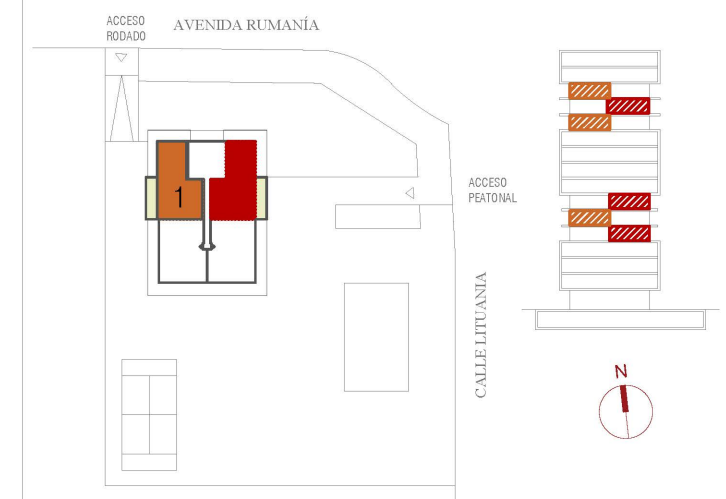 ACCESO
RODADO
AVENIDA RUMANÍA
1
ACCESO
PEATONAL
CALLE LITUANIA
N